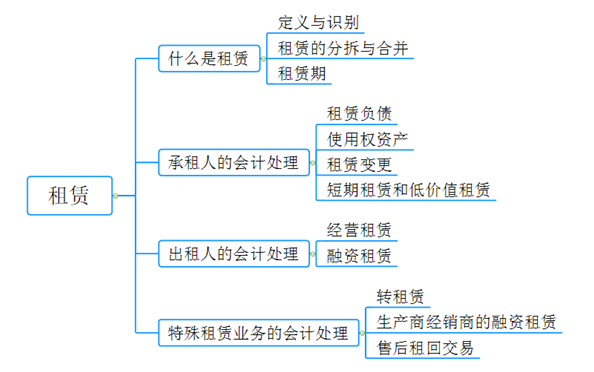 租赁
什么是租赁
定义与识别
租赁的分拆与合并
租赁期
承租人的会计处理
租赁负债
使用权资产
租赁变更
短期租赁和低价值租赁
出租人的会计处理
经营租赁
融资租赁
特殊租赁业务的会计处理
转租赁
生产商经销商的融资租赁
售后租回交易